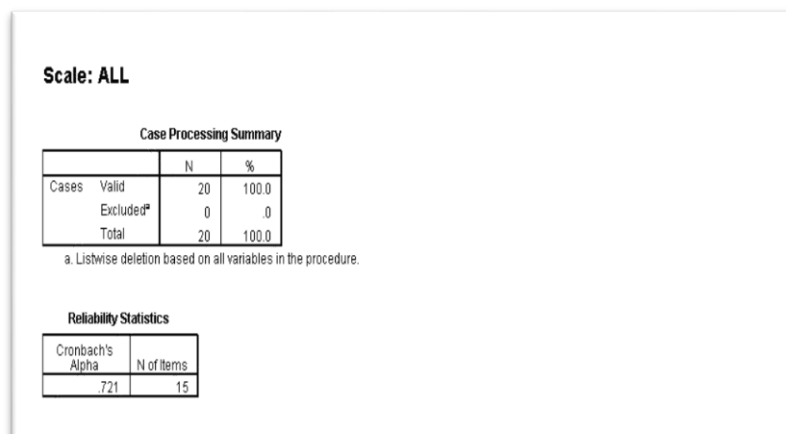 Scale: ALL
Case Processing Summary
N %
Cases Valid 20 100.0
Excludedª 0 .0
Total 20 100.0
a. Listwise deletion based on all variables in the procedure.
Reliability Statistics
Cronbach's
Alpha N of Items
.721 15